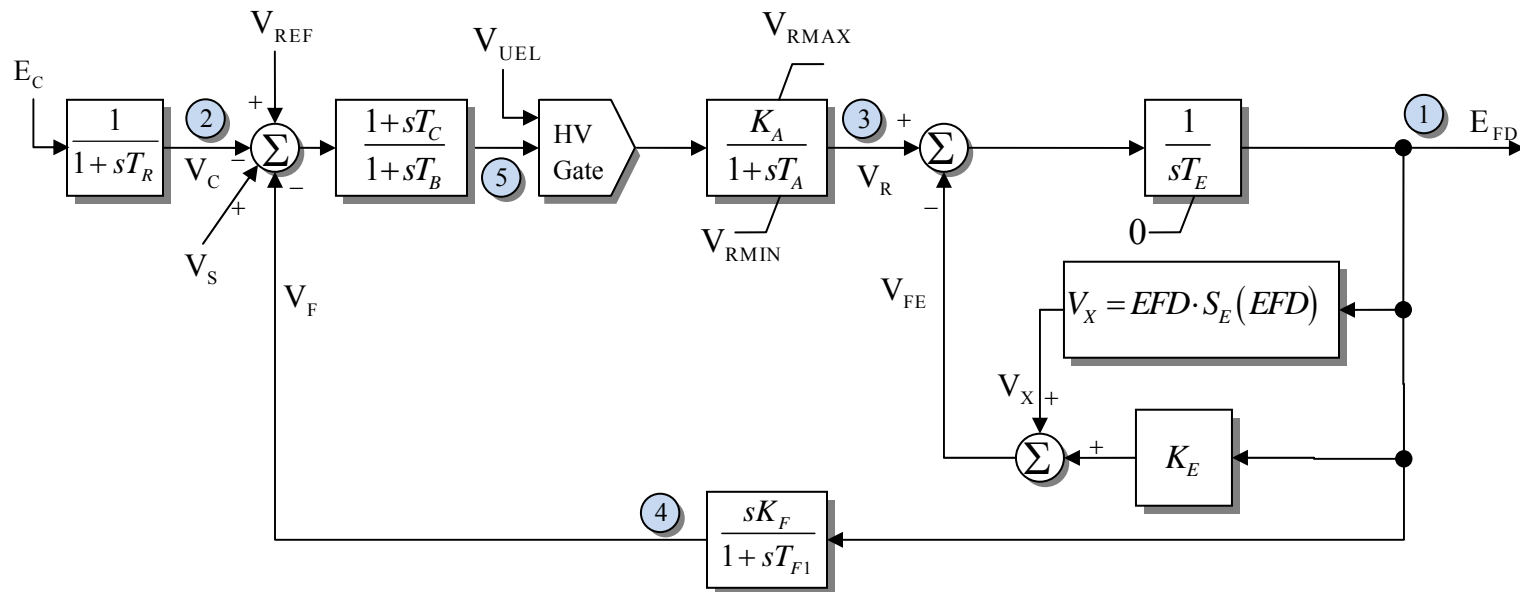 E_C
1 / (1 + sT_R)
2
V_C
V_REF
+
−
+
−
Σ
V_S
V_F
(1 + sT_C) / (1 + sT_B)
5
V_UEL
HV
Gate
V_RMAX
K_A / (1 + sT_A)
V_RMIN
3
V_R
+
−
Σ
V_FE
1 / (sT_E)
0
1
E_FD
V_X = EFD · S_E (EFD)
V_X
+
Σ
+
K_E
4
sK_F / (1 + sT_F1)